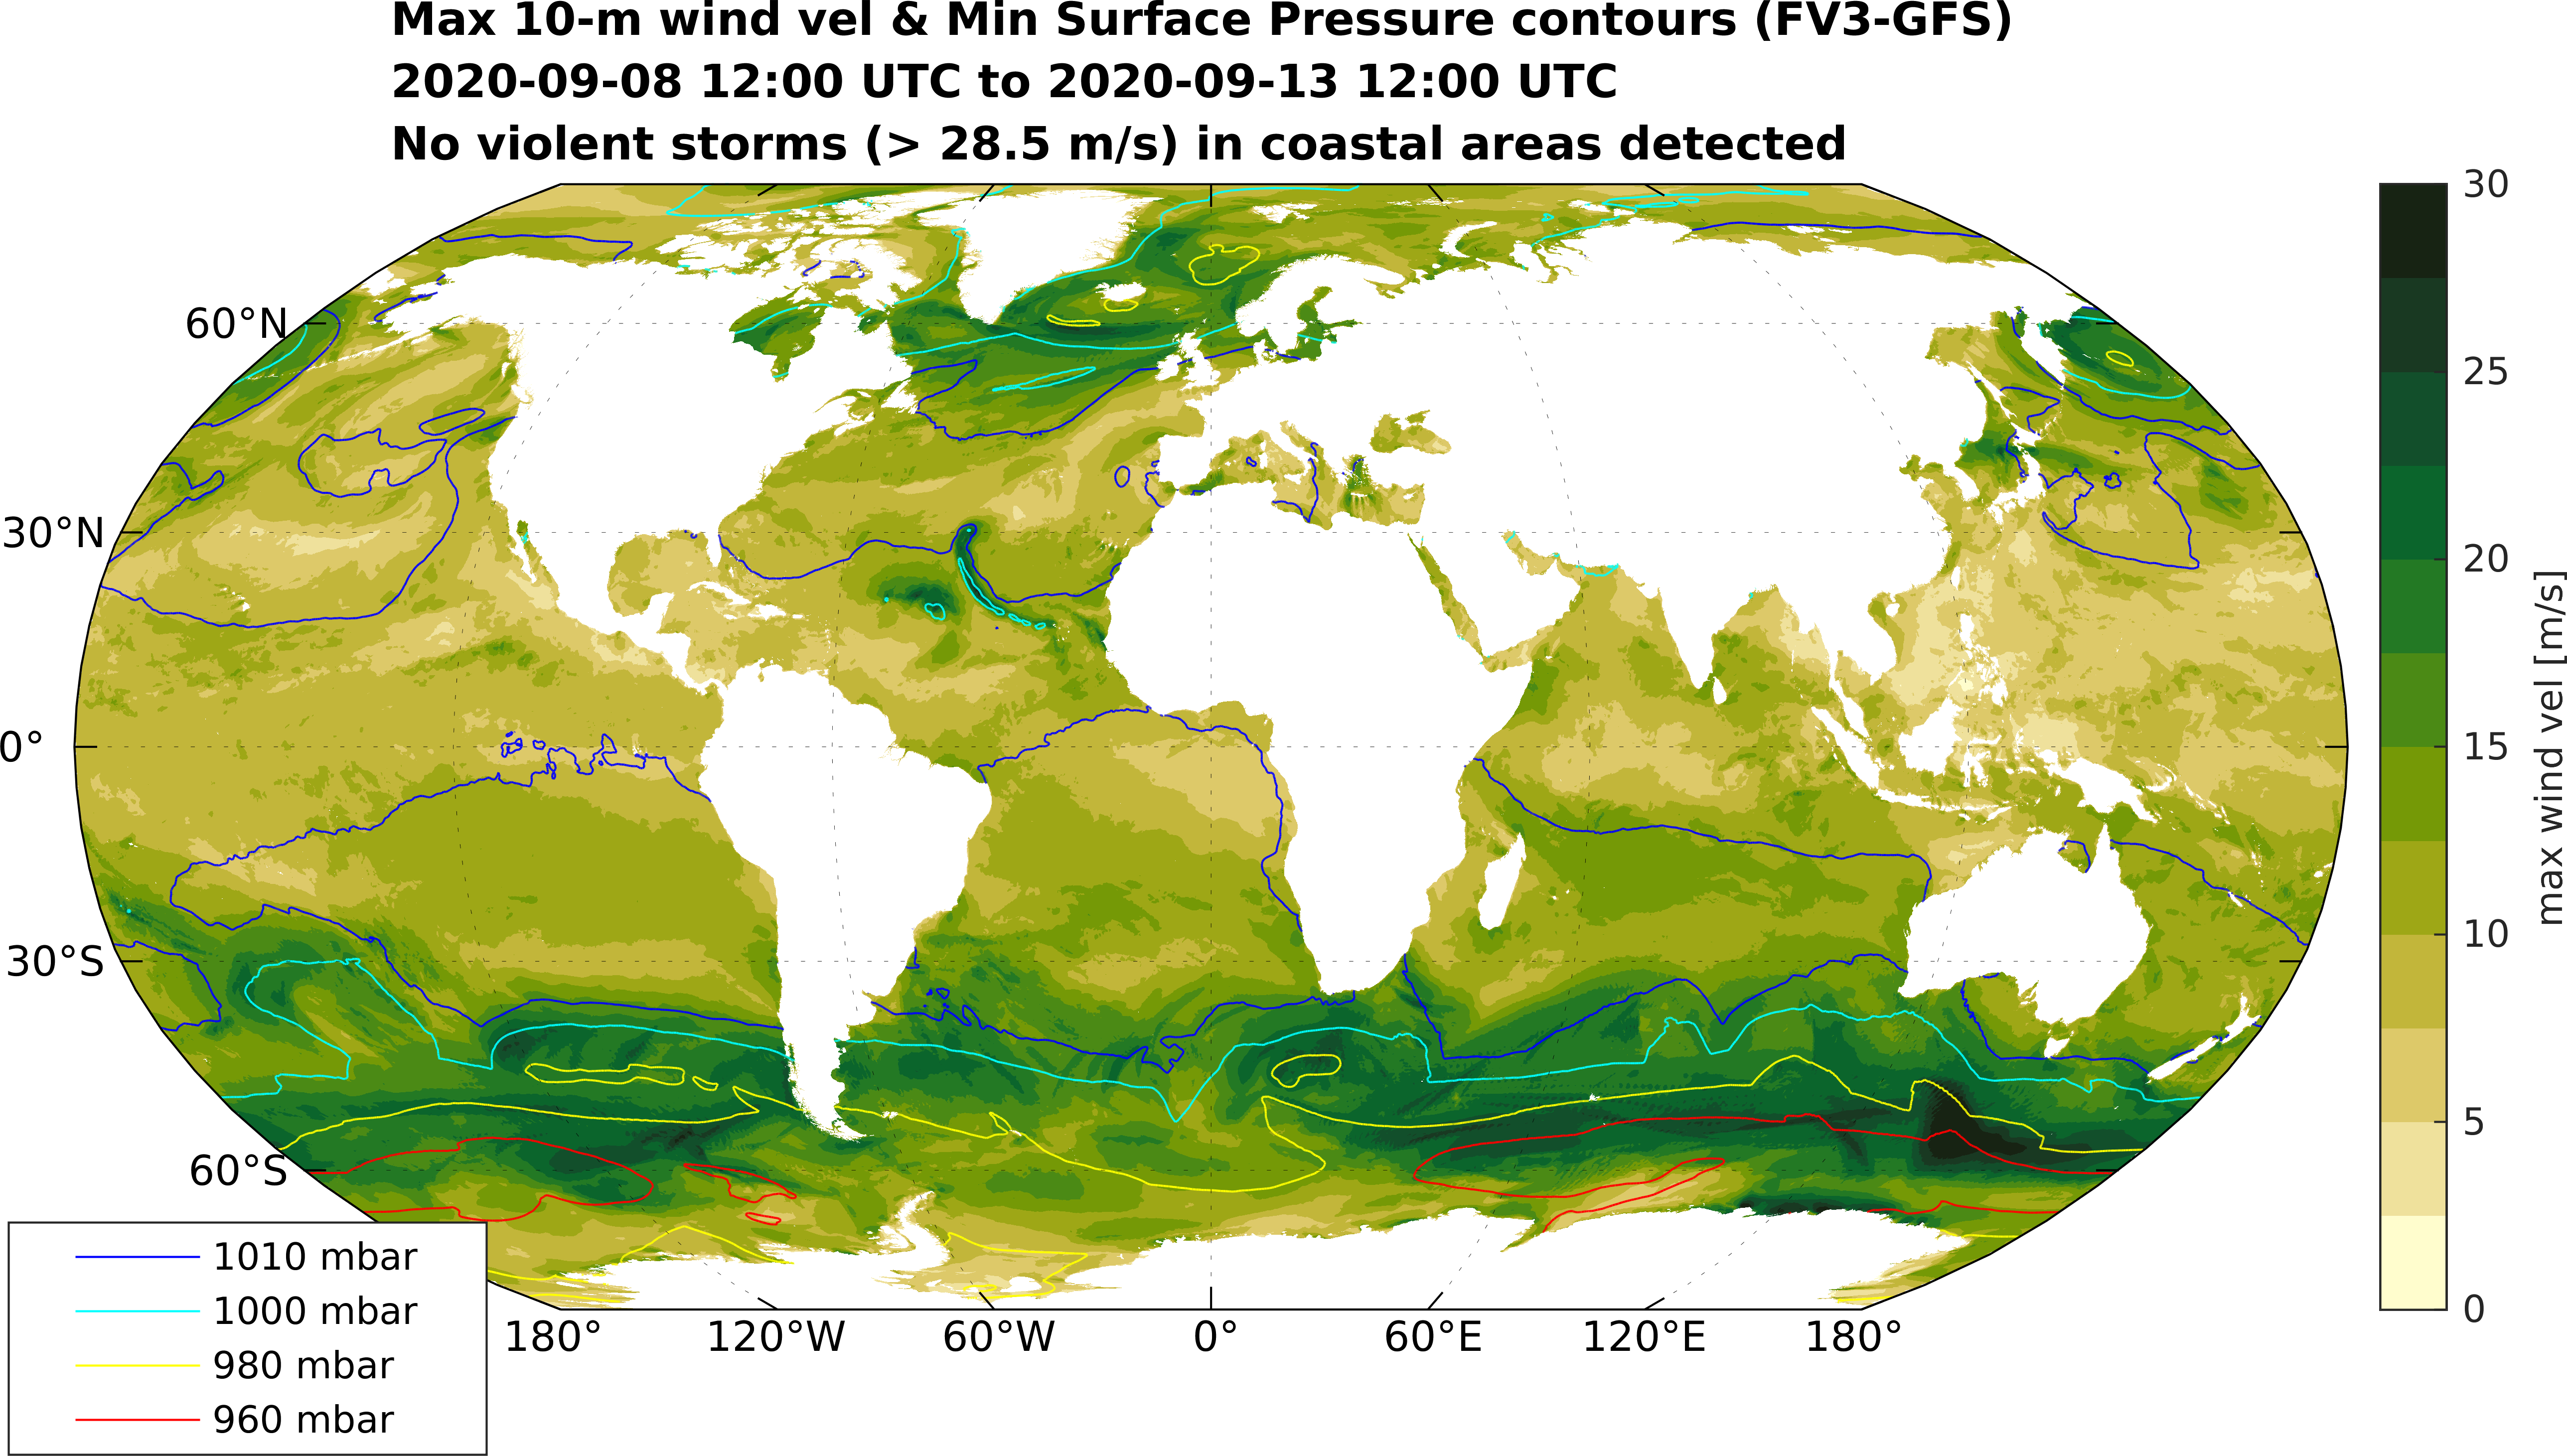 Max 10-m wind vel & Min Surface Pressure contours (FV3-GFS)
2020-09-08 12:00 UTC to 2020-09-13 12:00 UTC
No violent storms (> 28.5 m/s) in coastal areas detected
60°N
30°N
0°
30°S
60°S
180°
120°W
60°W
0°
60°E
120°E
180°
1010 mbar
1000 mbar
980 mbar
960 mbar
30
25
20
15
10
5
0
max wind vel [m/s]